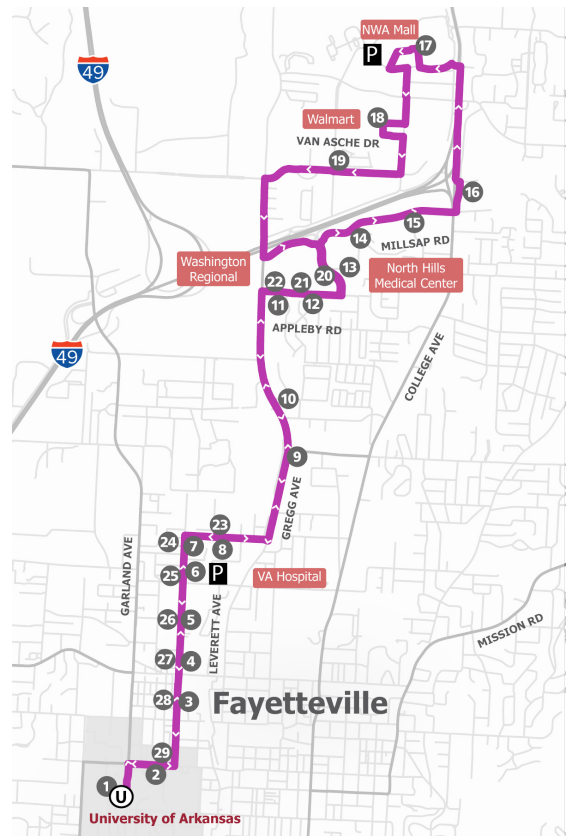 NWA Mall
17
P
49
Walmart
18
VAN ASCHE DR
19
16
15
14
MILLSAP RD
Washington
Regional
13
20
North Hills
Medical Center
22
21
11
12
APPLEBY RD
49
COLLEGE AVE
10
9
GREGG AVE
23
24
7
8
GARLAND AVE
25
6
P
VA Hospital
LEVERETT AVE
26
5
MISSION RD
27
4
28
3
Fayetteville
29
2
1
U
University of Arkansas